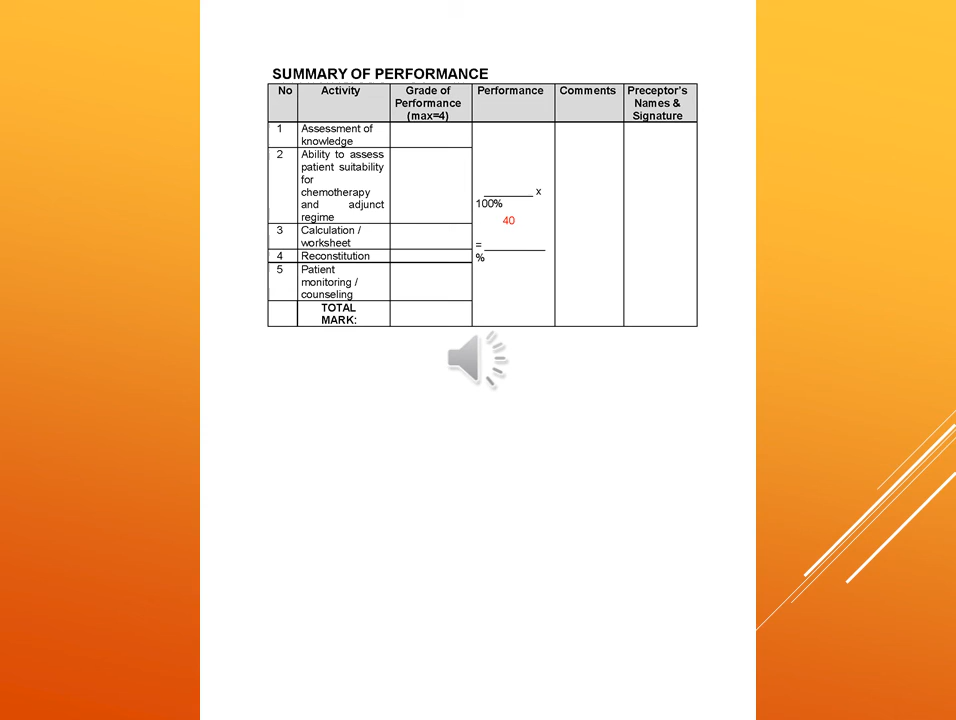 SUMMARY OF PERFORMANCE
No Activity Grade of Performance (max=4) Performance Comments Preceptor's Names & Signature
1 Assessment of
knowledge
2 Ability to assess
patient suitability
for
chemotherapy
and adjunct
regime
3 Calculation /
worksheet
4 Reconstitution
5 Patient
monitoring /
counseling
TOTAL
MARK:
________ x
100%
40
= __________
%